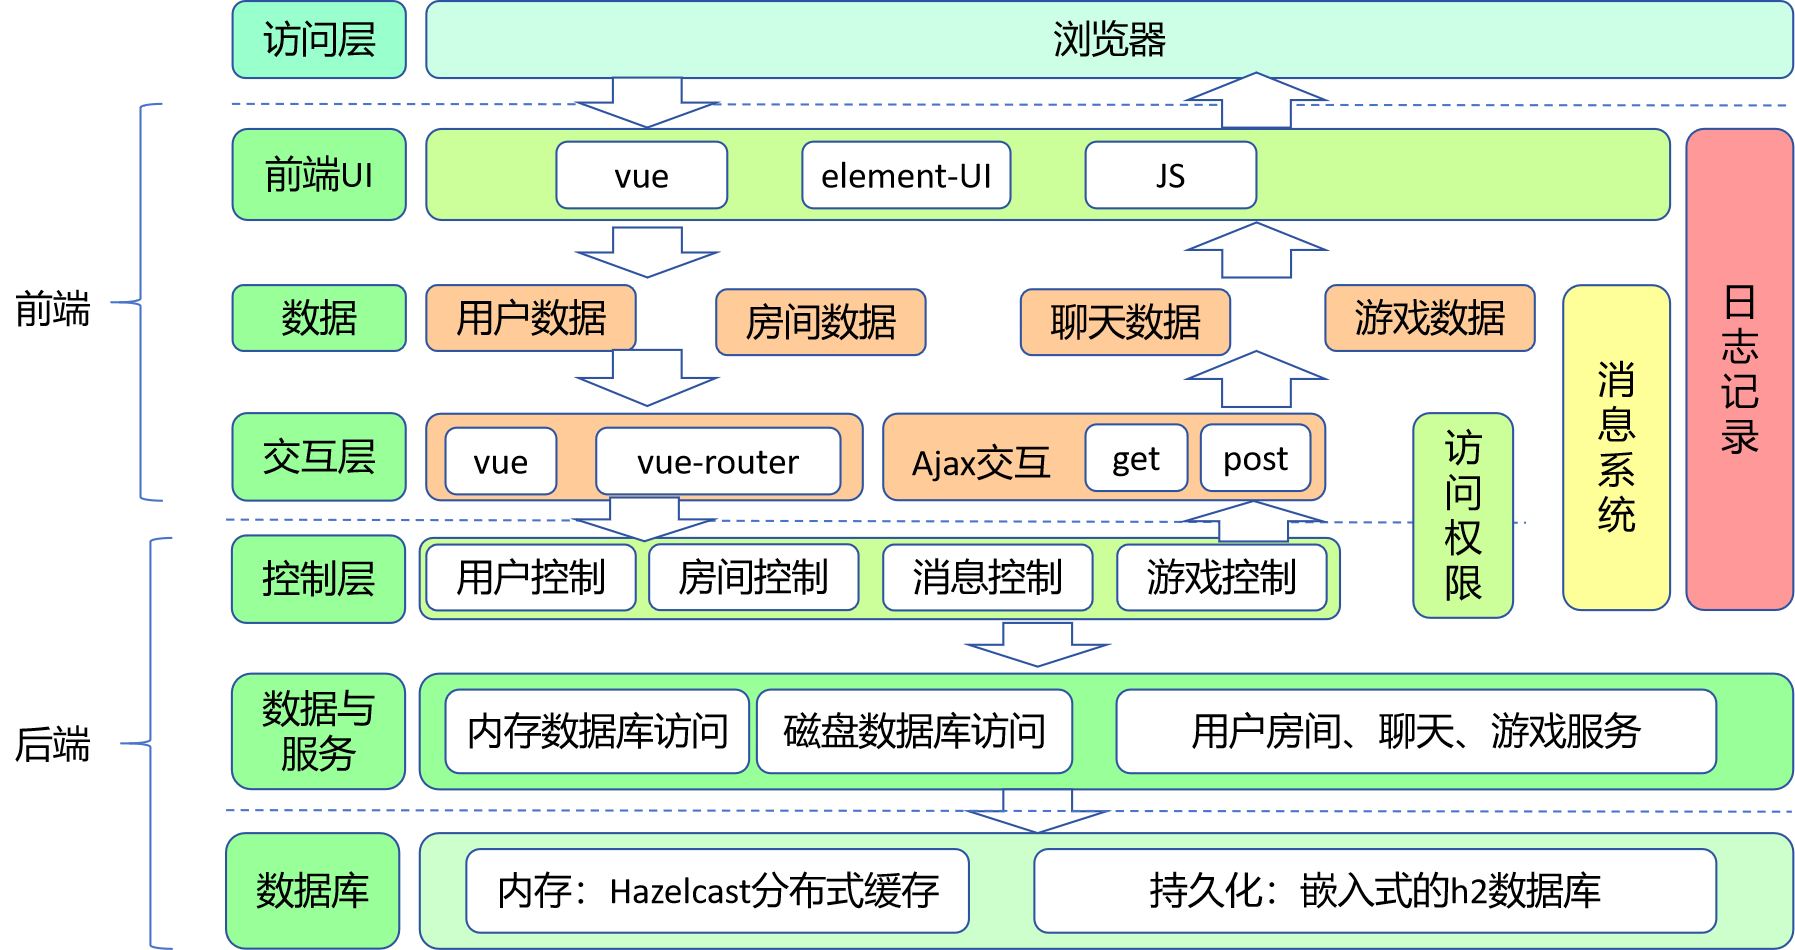 访问层
浏览器
前端UI
vue
element-UI
JS
前端
数据
用户数据
房间数据
聊天数据
游戏数据
消息系统
日志记录
交互层
vue
vue-router
Ajax交互
get
post
访问权限
控制层
用户控制
房间控制
消息控制
游戏控制
后端
数据与
服务
内存数据库访问
磁盘数据库访问
用户房间、聊天、游戏服务
数据库
内存：Hazelcast分布式缓存
持久化：嵌入式的h2数据库